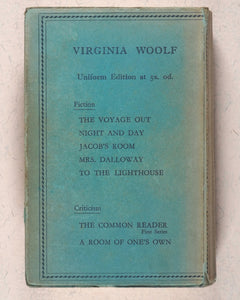 VIRGINIA WOOLF
Uniform Edition at 5s. od.
Fiction
THE VOYAGE OUT
NIGHT AND DAY
JACOB'S ROOM
MRS. DALLOWAY
TO THE LIGHTHOUSE
Criticism
THE COMMON READER
First Series
A ROOM OF ONE'S OWN